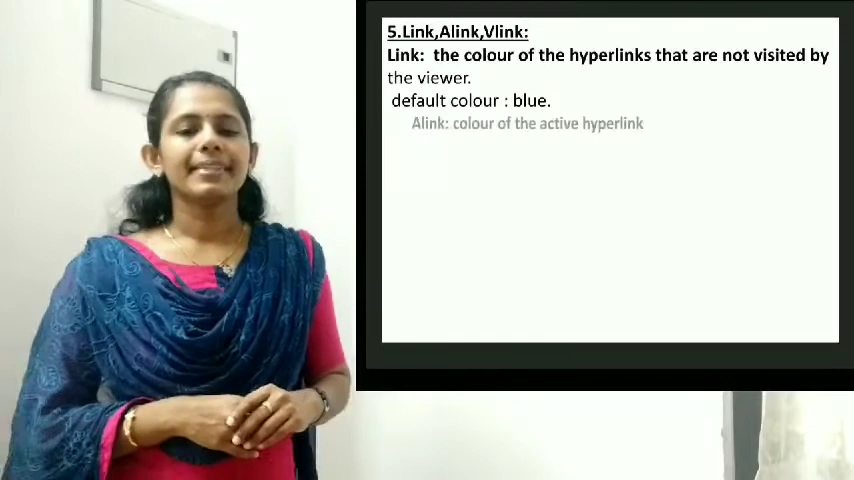 5.Link,Alink,Vlink:
Link:  the colour of the hyperlinks that are not visited by
the viewer.
default colour : blue.
Alink: colour of the active hyperlink